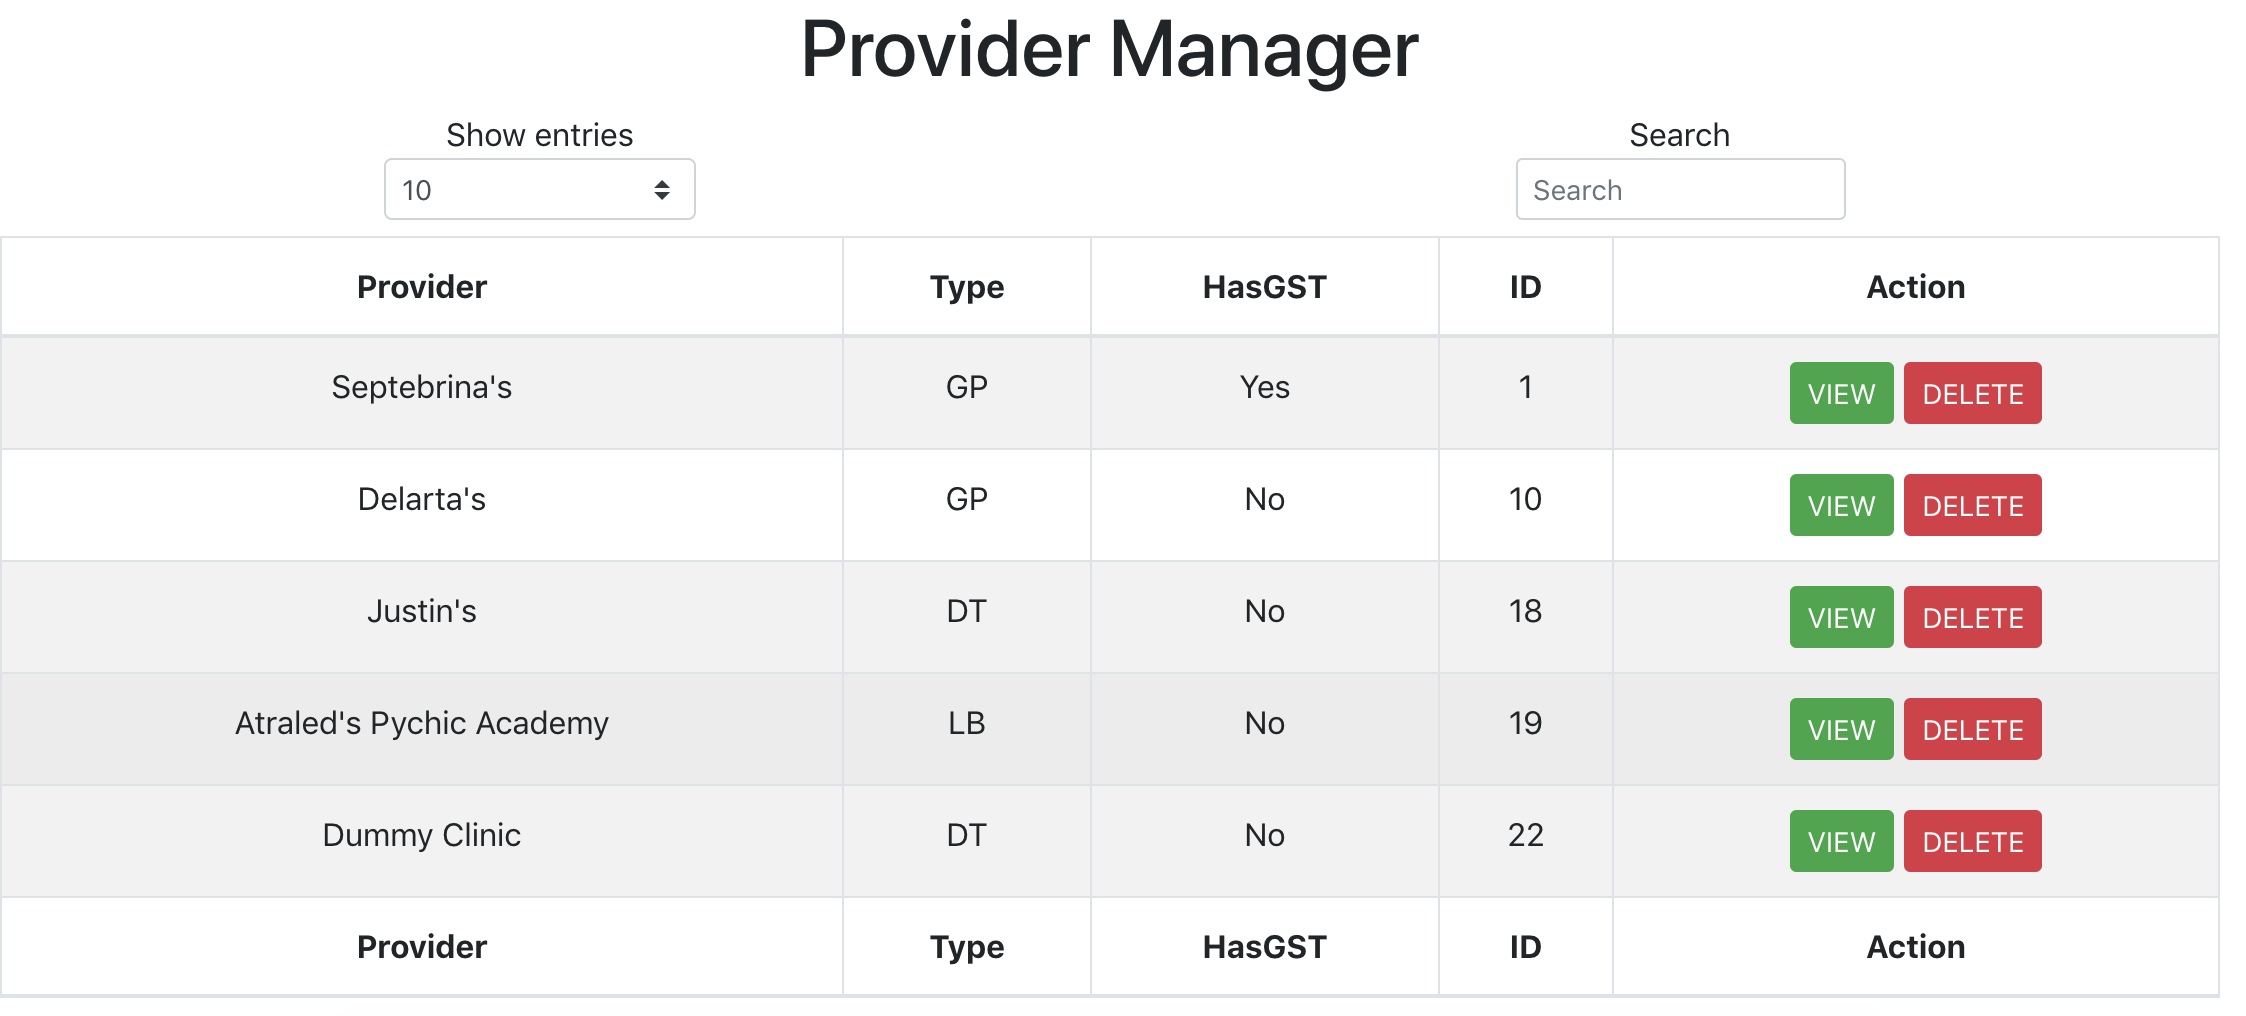 Provider Manager
Show entries Search
10 Search
Provider Type HasGST ID Action
Septebrina's GP Yes 1 VIEW DELETE
Delarta's GP No 10 VIEW DELETE
Justin's DT No 18 VIEW DELETE
Atraled's Pychic Academy LB No 19 VIEW DELETE
Dummy Clinic DT No 22 VIEW DELETE
Provider Type HasGST ID Action